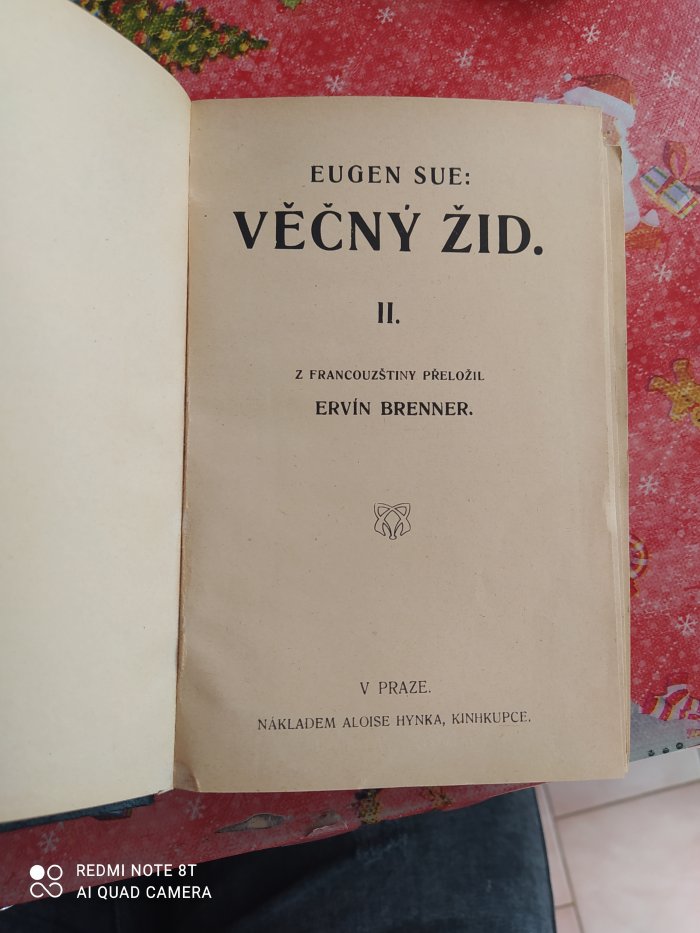 EUGEN SUE:
VĚČNÝ ŽID.
II.
Z FRANCOUZŠTINY PŘELOŽIL
ERVÍN BRENNER.
V PRAZE.
NÁKLADEM ALOISE HYNKA, KINHKUPCE.
REDMI NOTE 8T
AI QUAD CAMERA